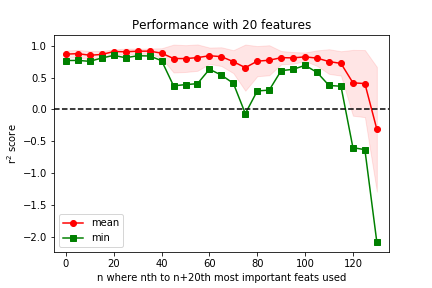 Performance with 20 features
1.0
0.5
0.0
−0.5
−1.0
−1.5
−2.0
r² score
mean
min
0 20 40 60 80 100 120
n where nth to n+20th most important feats used